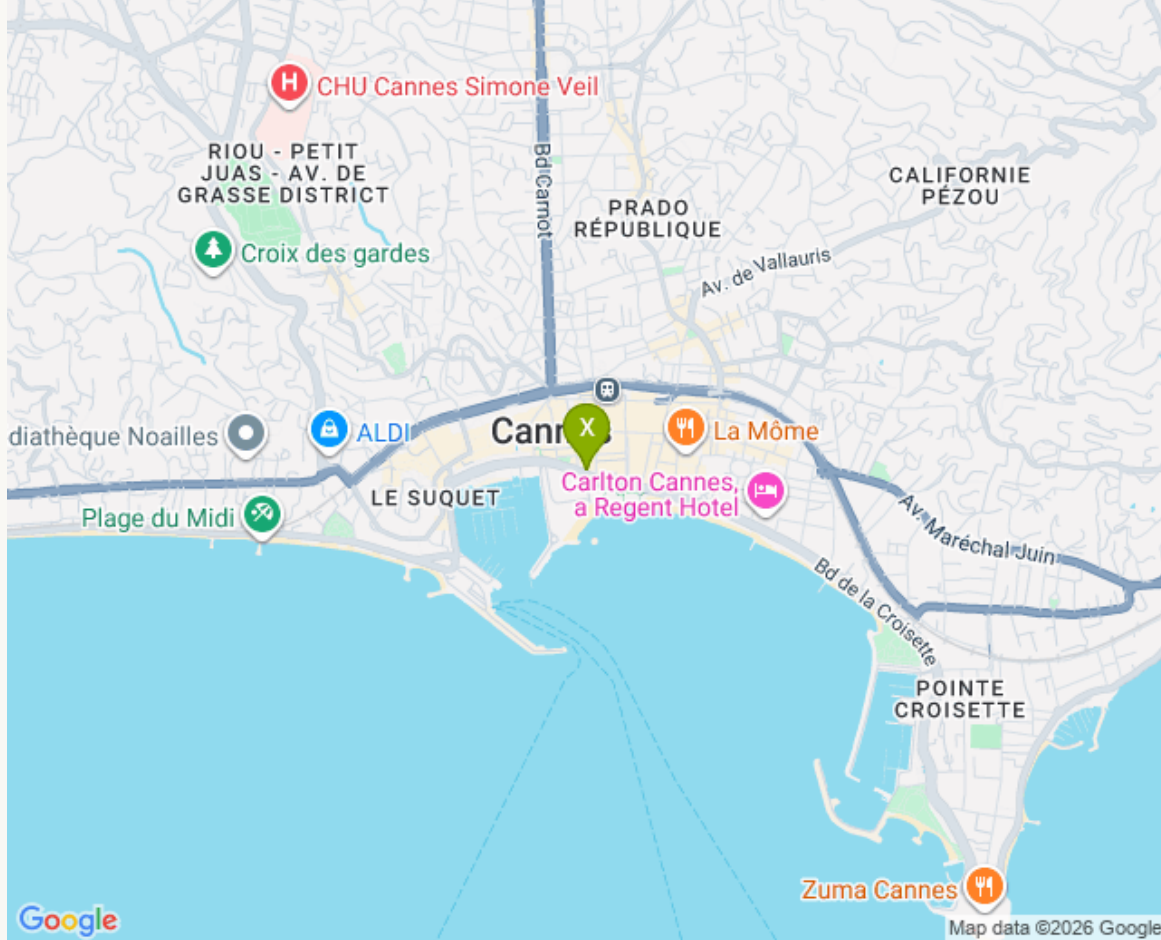 CHU Cannes Simone Veil
RIOU - PETIT
JUAS - AV. DE
GRASSE DISTRICT
Bd Carnot
CALIFORNIE
PÉZOU
PRADO
RÉPUBLIQUE
Croix des gardes
Av. de Vallauris
diathèque Noailles
ALDI
Cannes
X
La Môme
LE SUQUET
Carlton Cannes,
a Regent Hotel
Plage du Midi
Av. Maréchal Juin
Bd de la Croisette
POINTE
CROISETTE
Zuma Cannes
Google
Map data ©2026 Google